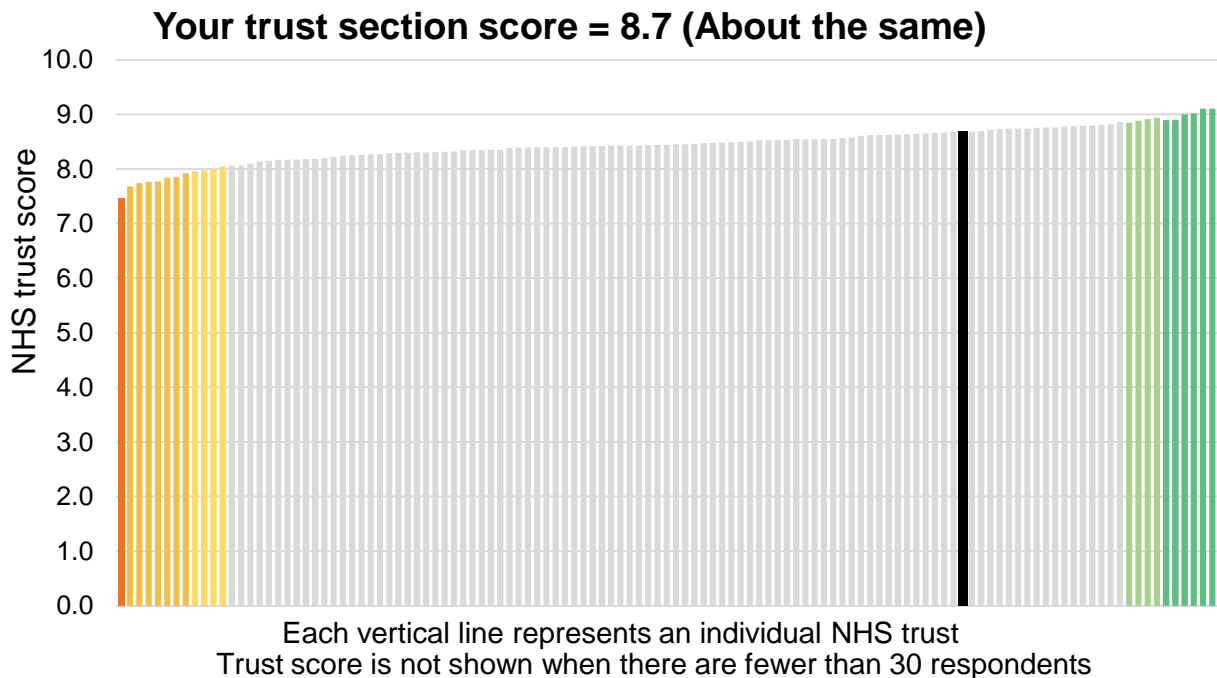 Your trust section score = 8.7 (About the same)
10.0
9.0
8.0
7.0
6.0
5.0
4.0
3.0
2.0
1.0
0.0
NHS trust score
Each vertical line represents an individual NHS trust
Trust score is not shown when there are fewer than 30 respondents